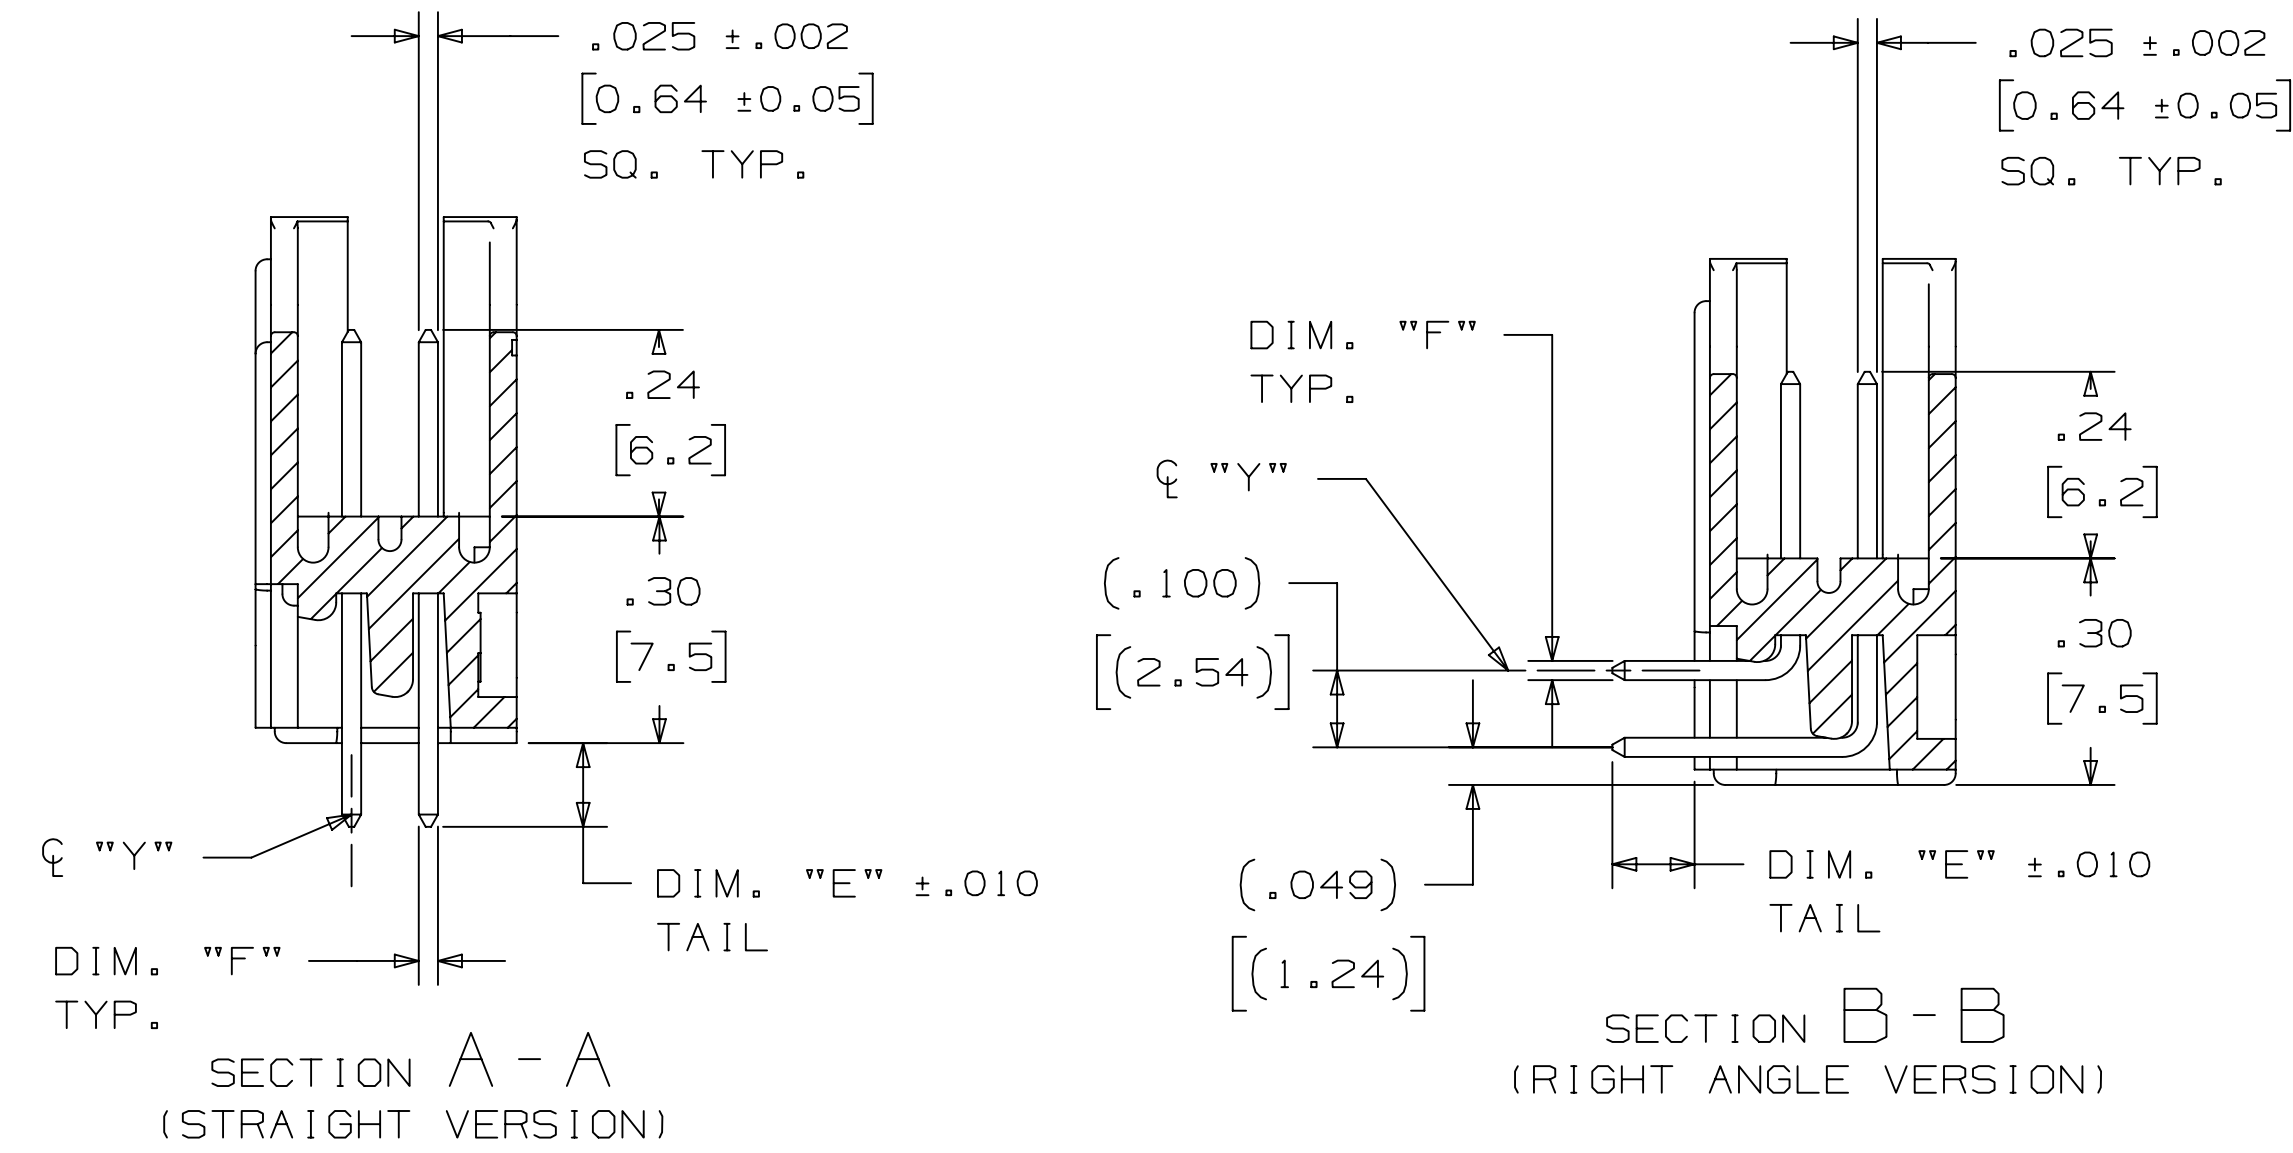 .025 ±.002
[0.64 ±0.05]
SQ. TYP.
.24
[6.2]
.30
[7.5]
℄ "Y"
DIM. "E" ±.010
TAIL
DIM. "F"
TYP.
SECTION A-A
(STRAIGHT VERSION)
.025 ±.002
[0.64 ±0.05]
SQ. TYP.
DIM. "F"
TYP.
℄ "Y"
(.100)
[(2.54)]
.24
[6.2]
.30
[7.5]
(.049)
[(1.24)]
DIM. "E" ±.010
TAIL
SECTION B-B
(RIGHT ANGLE VERSION)